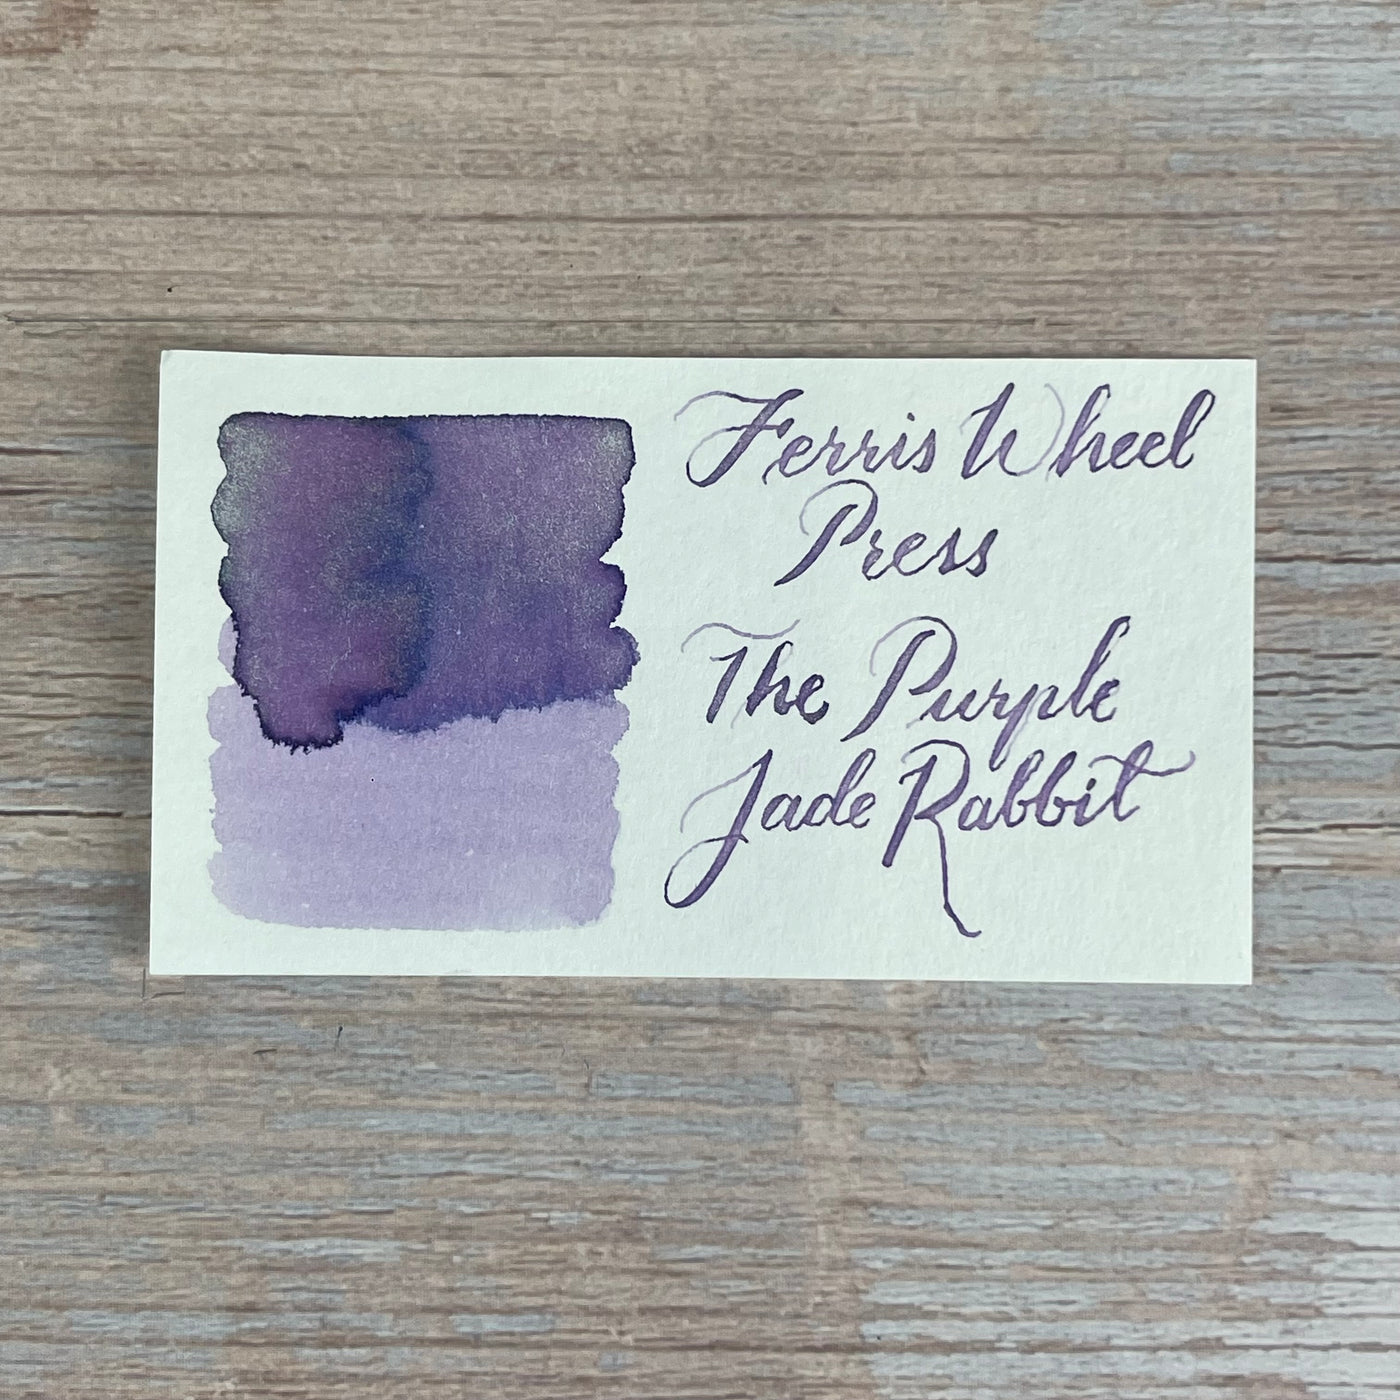 Ferris Wheel
Press
The Purple
Jade Rabbit